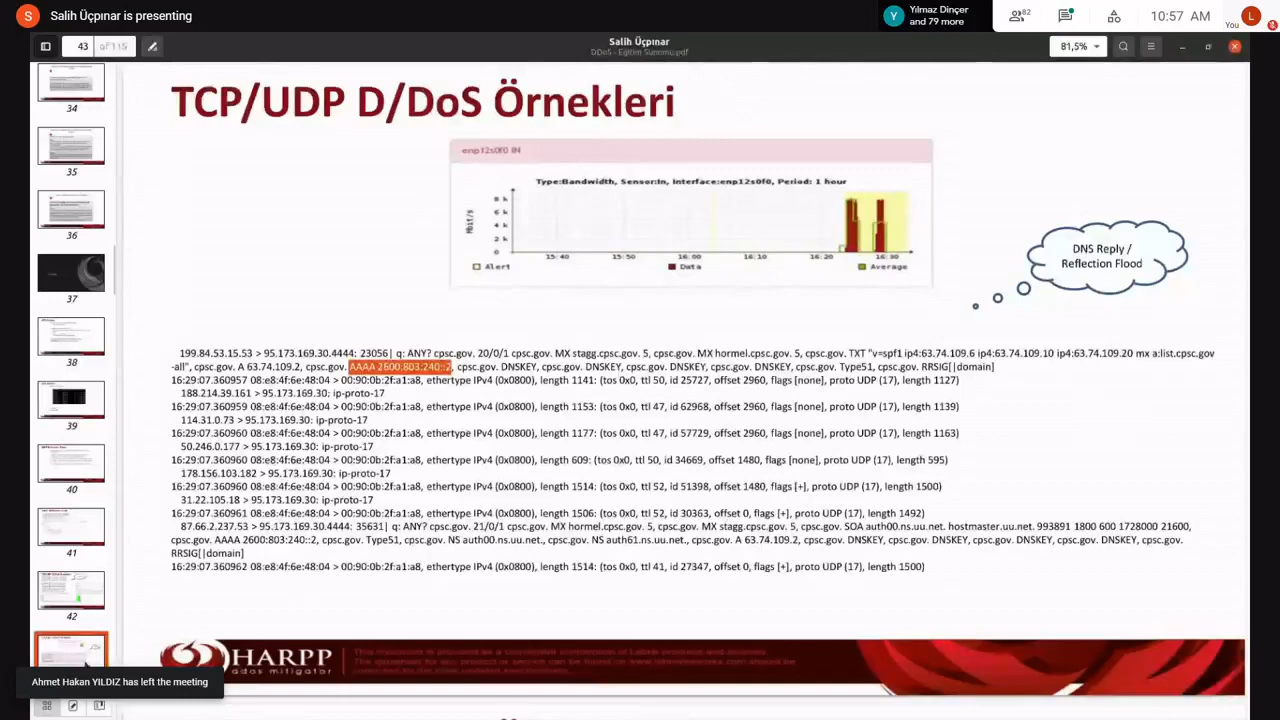 Salih Üçpınar is presenting
Yılmaz Dinçer
and 79 more
82
10:57 AM
L
You
S
Y
43
of 115
Salih Üçpınar
DDoS - Eğitim Sunumu.pdf
81,5%
34
35
36
37
38
39
40
41
42
TCP/UDP D/DoS Örnekleri
enp12s0f0 IN
Type:Bandwidth, Sensor:In, Interface:enp12s0f0, Period: 1 hour
Mbit/s
8 k
6 k
4 k
2 k
0
15:40 15:50 16:00 16:10 16:20 16:30
Alert Data Average
DNS Reply /
Reflection Flood
199.84.53.15.53 > 95.173.169.30.4444: 23056| q: ANY? cpsc.gov. 20/0/1 cpsc.gov. MX stagg.cpsc.gov. 5, cpsc.gov. MX hormel.cpsc.gov. 5, cpsc.gov. TXT "v=spf1 ip4:63.74.109.6 ip4:63.74.109.10 ip4:63.74.109.20 mx a:list.cpsc.gov
-all", cpsc.gov. A 63.74.109.2, cpsc.gov. AAAA 2600:803:240::2, cpsc.gov. DNSKEY, cpsc.gov. DNSKEY, cpsc.gov. DNSKEY, cpsc.gov. DNSKEY, cpsc.gov. Type51, cpsc.gov. RRSIG[|domain]
16:29:07.360957 08:e8:4f:6e:48:04 > 00:90:0b:2f:a1:a8, ethertype IPv4 (0x0800), length 1141: (tos 0x0, ttl 50, id 25727, offset 2960, flags [none], proto UDP (17), length 1127)
188.214.39.161 > 95.173.169.30: ip-proto-17
16:29:07.360959 08:e8:4f:6e:48:04 > 00:90:0b:2f:a1:a8, ethertype IPv4 (0x0800), length 1153: (tos 0x0, ttl 47, id 62968, offset 2960, flags [none], proto UDP (17), length 1139)
114.31.0.73 > 95.173.169.30: ip-proto-17
16:29:07.360960 08:e8:4f:6e:48:04 > 00:90:0b:2f:a1:a8, ethertype IPv4 (0x0800), length 1177: (tos 0x0, ttl 47, id 57729, offset 2960, flags [none], proto UDP (17), length 1163)
50.246.0.177 > 95.173.169.30: ip-proto-17
16:29:07.360960 08:e8:4f:6e:48:04 > 00:90:0b:2f:a1:a8, ethertype IPv4 (0x0800), length 609: (tos 0x0, ttl 50, id 34669, offset 1480, flags [none], proto UDP (17), length 595)
178.156.103.182 > 95.173.169.30: ip-proto-17
16:29:07.360960 08:e8:4f:6e:48:04 > 00:90:0b:2f:a1:a8, ethertype IPv4 (0x0800), length 1514: (tos 0x0, ttl 52, id 51398, offset 1480, flags [+], proto UDP (17), length 1500)
31.22.105.18 > 95.173.169.30: ip-proto-17
16:29:07.360961 08:e8:4f:6e:48:04 > 00:90:0b:2f:a1:a8, ethertype IPv4 (0x0800), length 1506: (tos 0x0, ttl 52, id 30363, offset 0, flags [+], proto UDP (17), length 1492)
87.66.2.237.53 > 95.173.169.30.4444: 35631| q: ANY? cpsc.gov. 21/0/1 cpsc.gov. MX hormel.cpsc.gov. 5, cpsc.gov. MX stagg.cpsc.gov. 5, cpsc.gov. SOA auth00.ns.uu.net. hostmaster.uu.net. 993891 1800 600 1728000 21600,
cpsc.gov. AAAA 2600:803:240::2, cpsc.gov. Type51, cpsc.gov. NS auth00.ns.uu.net., cpsc.gov. NS auth61.ns.uu.net., cpsc.gov. A 63.74.109.2, cpsc.gov. DNSKEY, cpsc.gov. DNSKEY, cpsc.gov. DNSKEY, cpsc.gov. DNSKEY, cpsc.gov.
RRSIG[|domain]
16:29:07.360962 08:e8:4f:6e:48:04 > 00:90:0b:2f:a1:a8, ethertype IPv4 (0x0800), length 1514: (tos 0x0, ttl 41, id 27347, offset 0, flags [+], proto UDP (17), length 1500)
HARPP
ddos mitigator
Ahmet Hakan YILDIZ has left the meeting